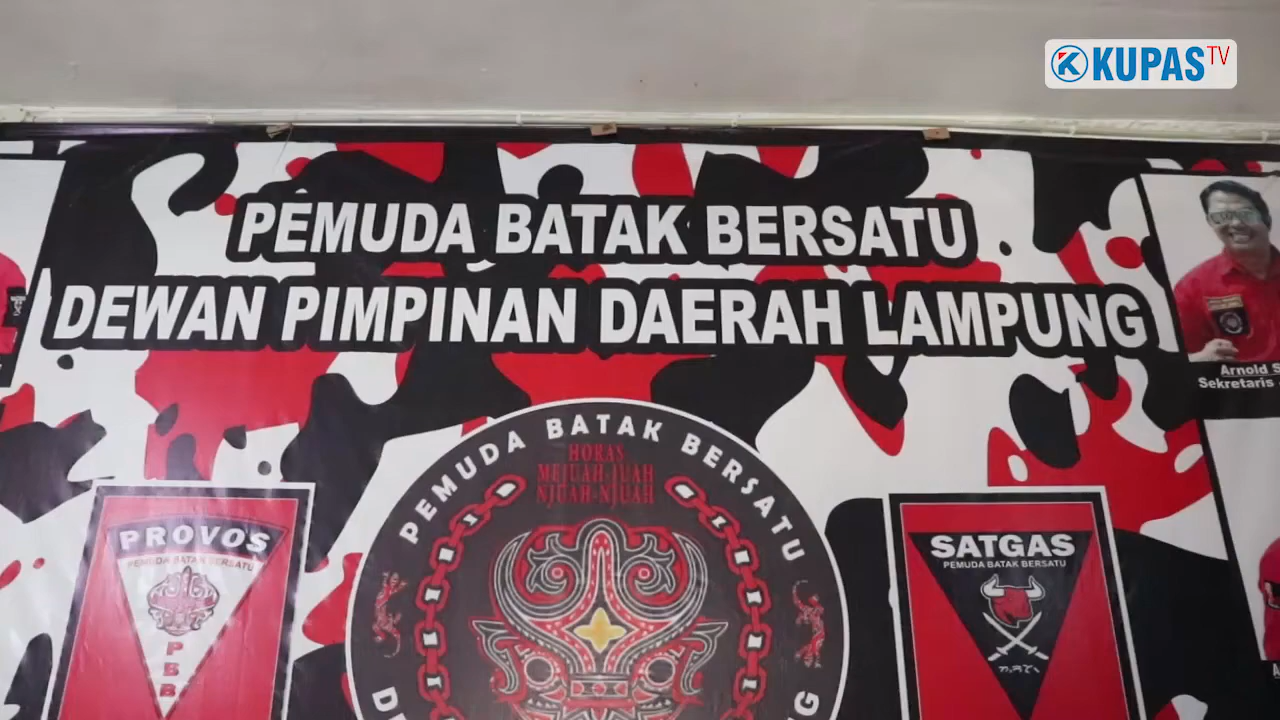 KUPAS TV
PEMUDA BATAK BERSATU
DEWAN PIMPINAN DAERAH LAMPUNG
Arnold
Sekretaris
PEMUDA BATAK BERSATU
HORAS
MEJUAH-JUAH
NJUAH-NJUAH
PROVOS
PEMUDA BATAK BERSATU
PBB
SATGAS
PEMUDA BATAK BERSATU